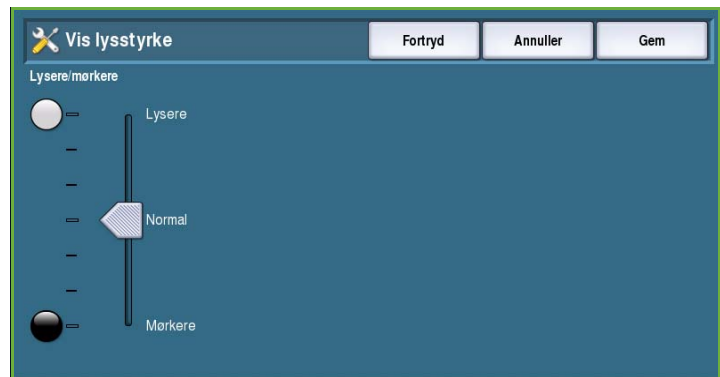 Vis lysstyrke
Fortryd
Annuller
Gem
Lysere/mørkere
Lysere
Normal
Mørkere